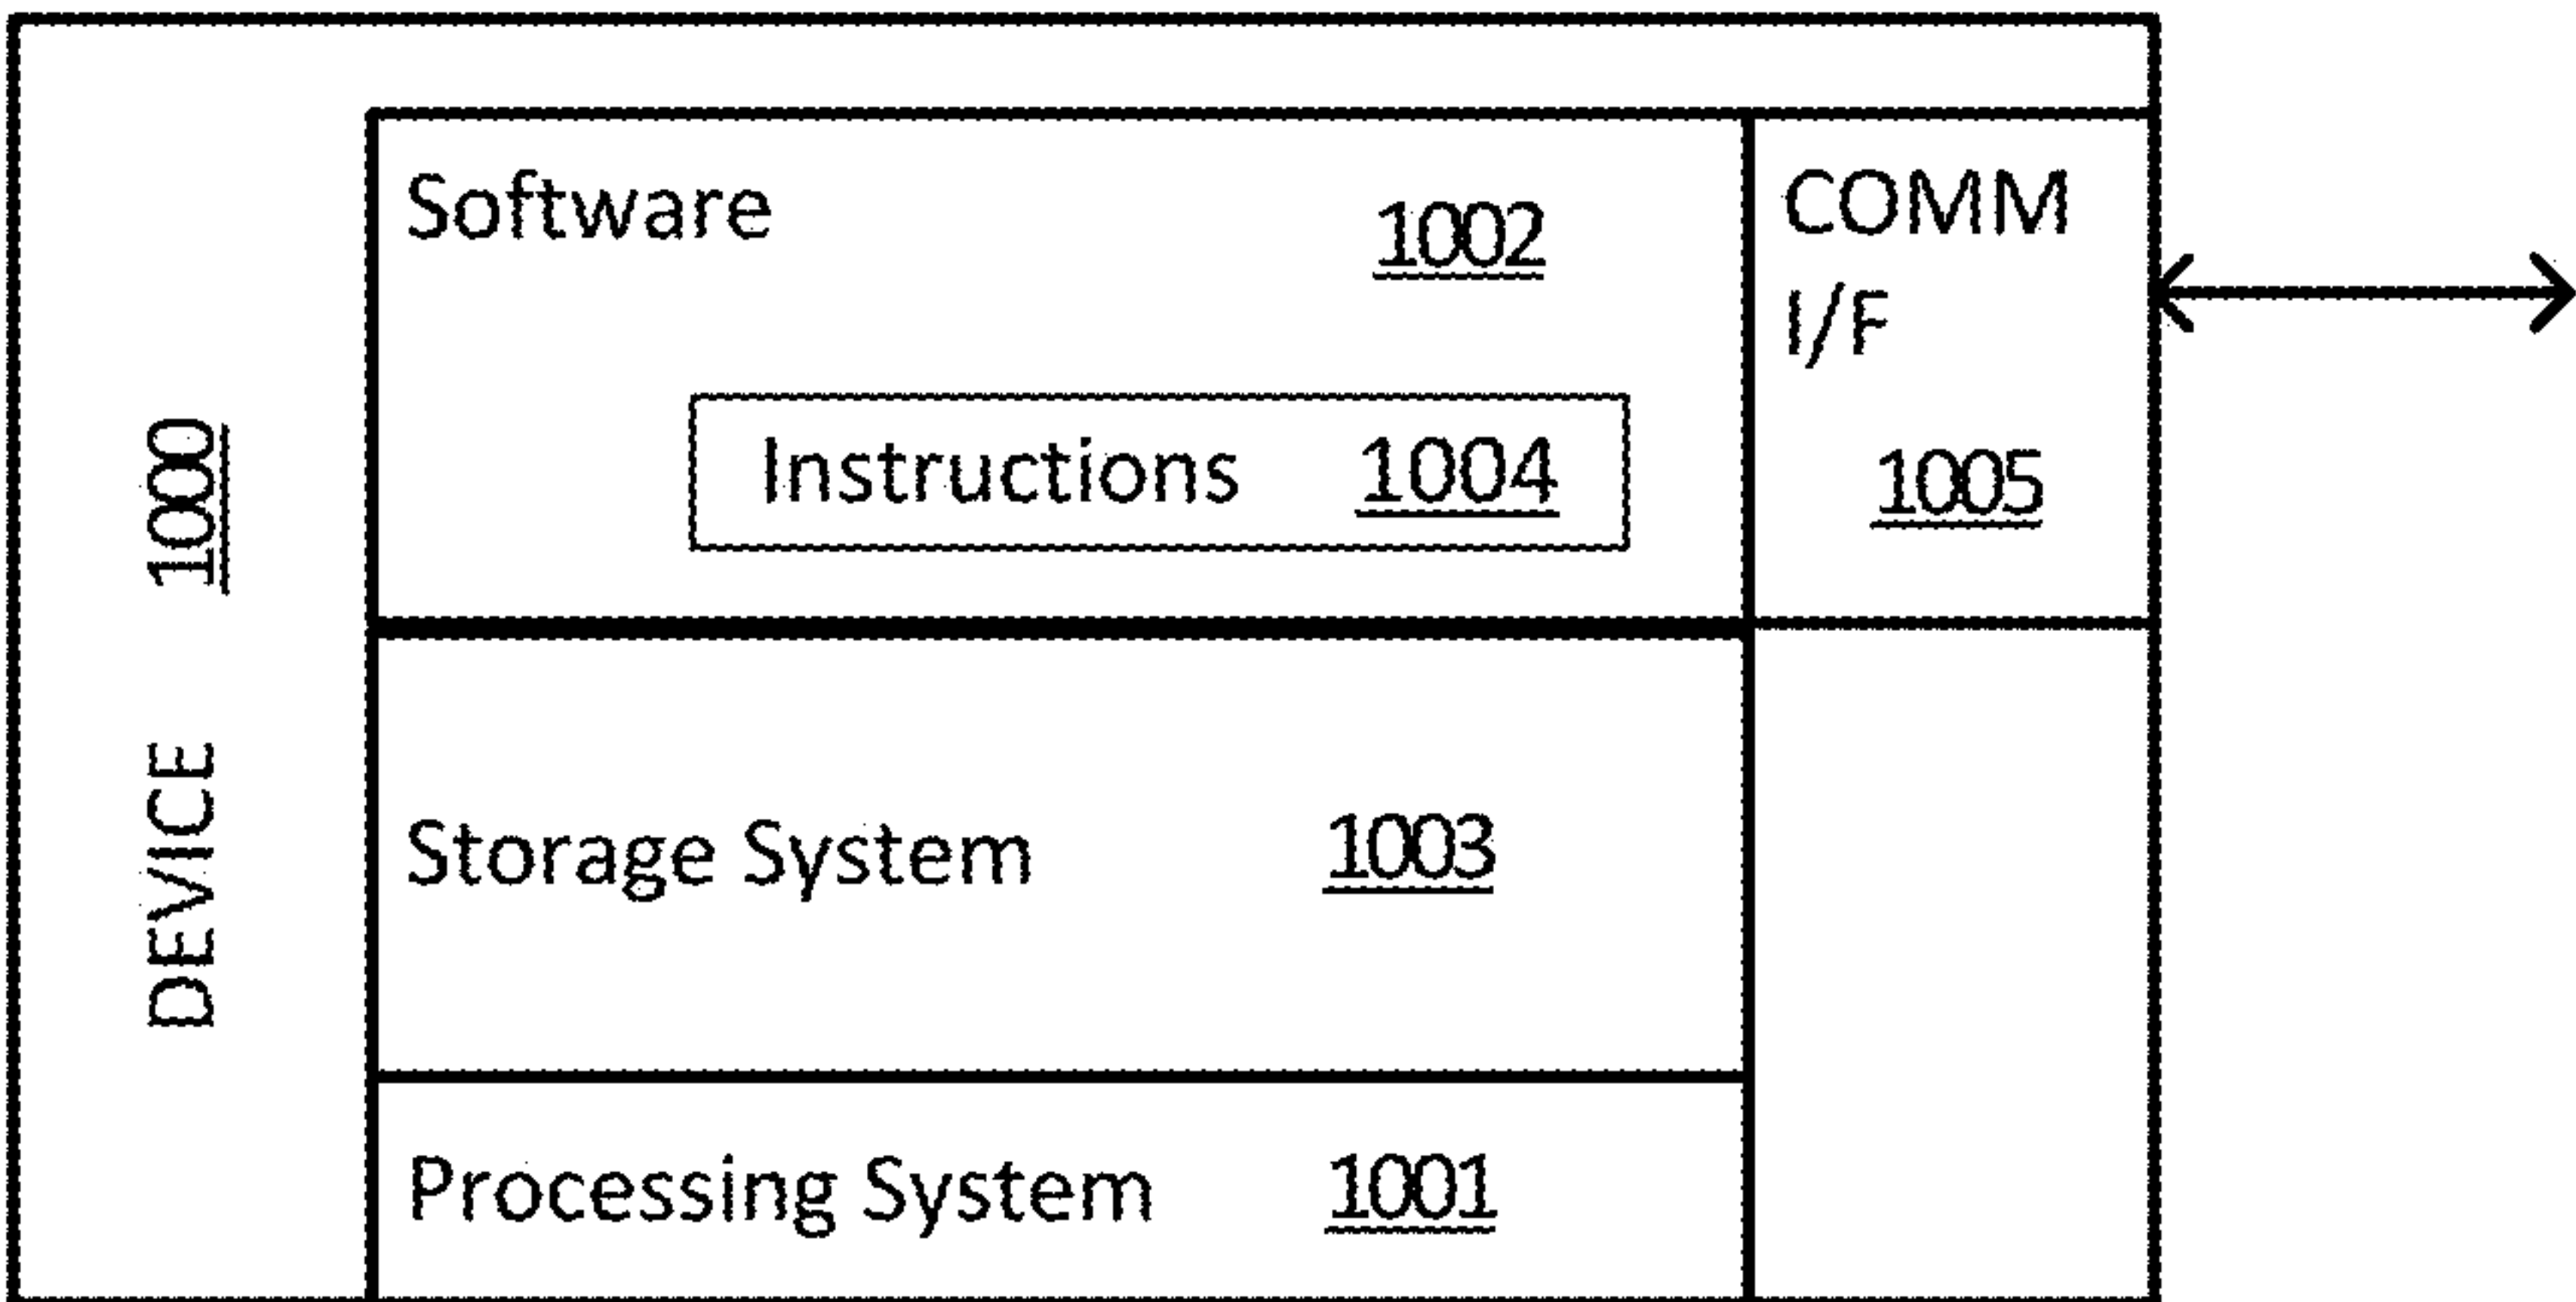 DEVICE 1000
Software 1002
Instructions 1004
COMM
I/F
1005
Storage System 1003
Processing System 1001